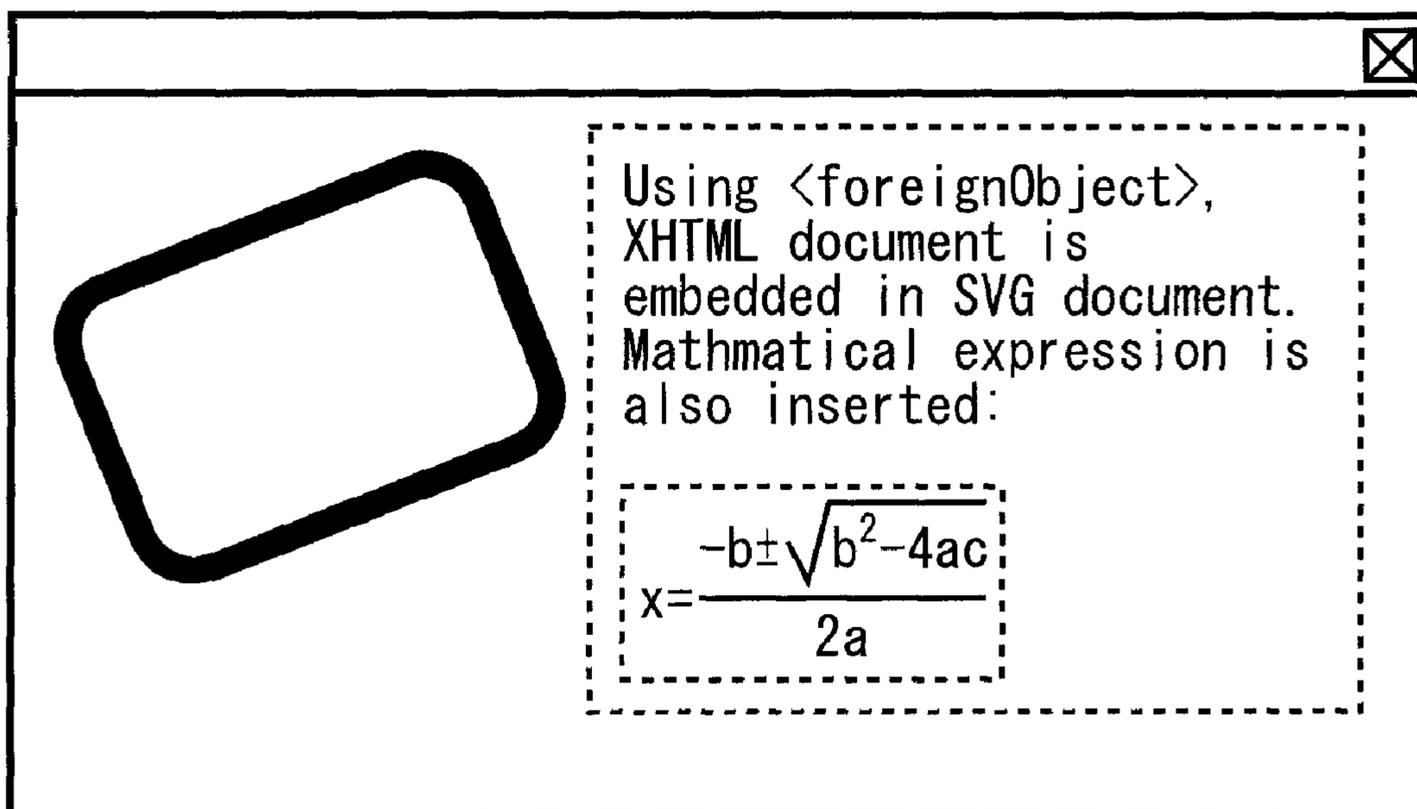 Using <foreignObject>,
XHTML document is
embedded in SVG document.
Mathmatical expression is
also inserted:
-b±√b²-4ac
x=
2a